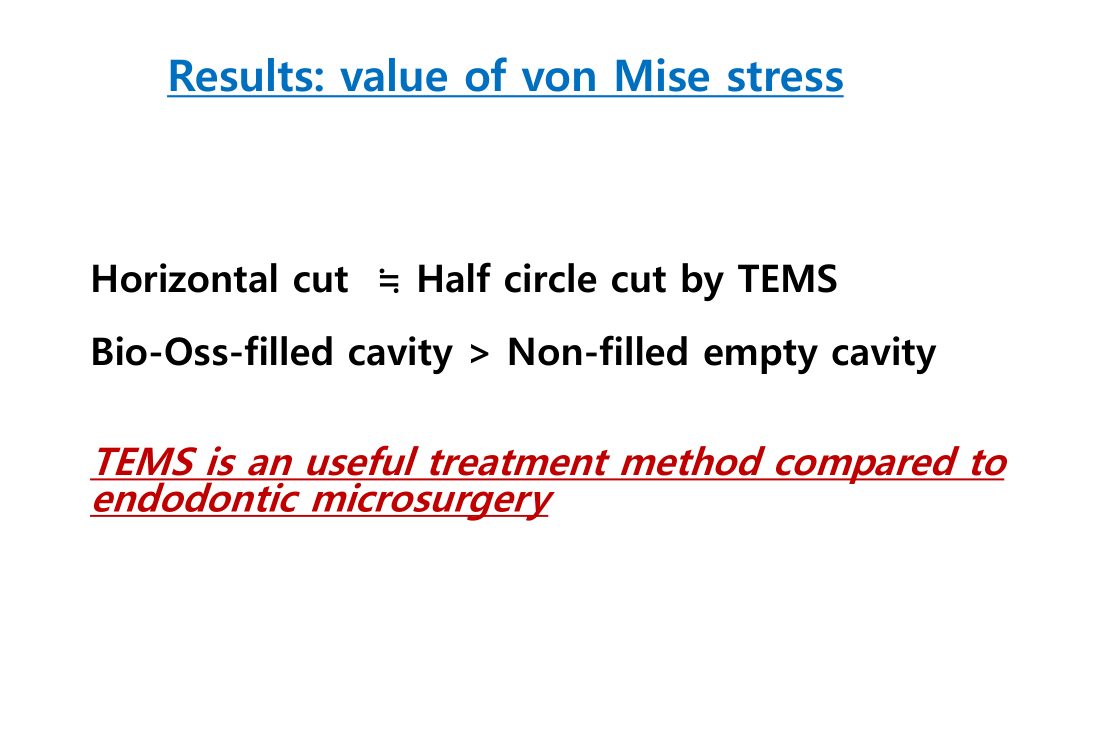 Results: value of von Mise stress
Horizontal cut ≒ Half circle cut by TEMS
Bio-Oss-filled cavity > Non-filled empty cavity
TEMS is an useful treatment method compared to
endodontic microsurgery